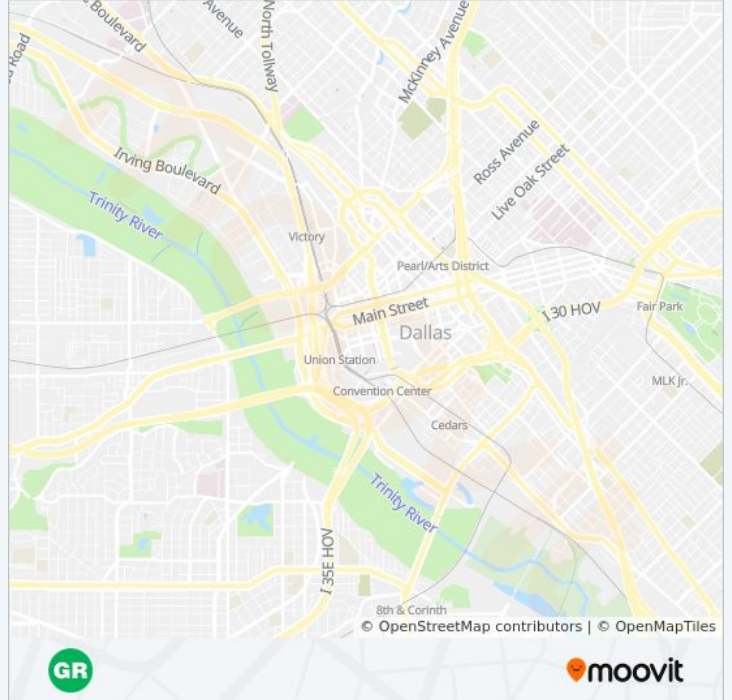 Boulevard
Avenue
North Tollway
McKinney Avenue
Road
Ross Avenue
Live Oak Street
Irving Boulevard
Trinity River
Victory
Pearl/Arts District
Main Street
I 30 HOV
Fair Park
Dallas
Union Station
MLK Jr.
Convention Center
Cedars
Trinity River
I 35E HOV
8th & Corinth
© OpenStreetMap contributors | © OpenMapTiles
GR
moovit